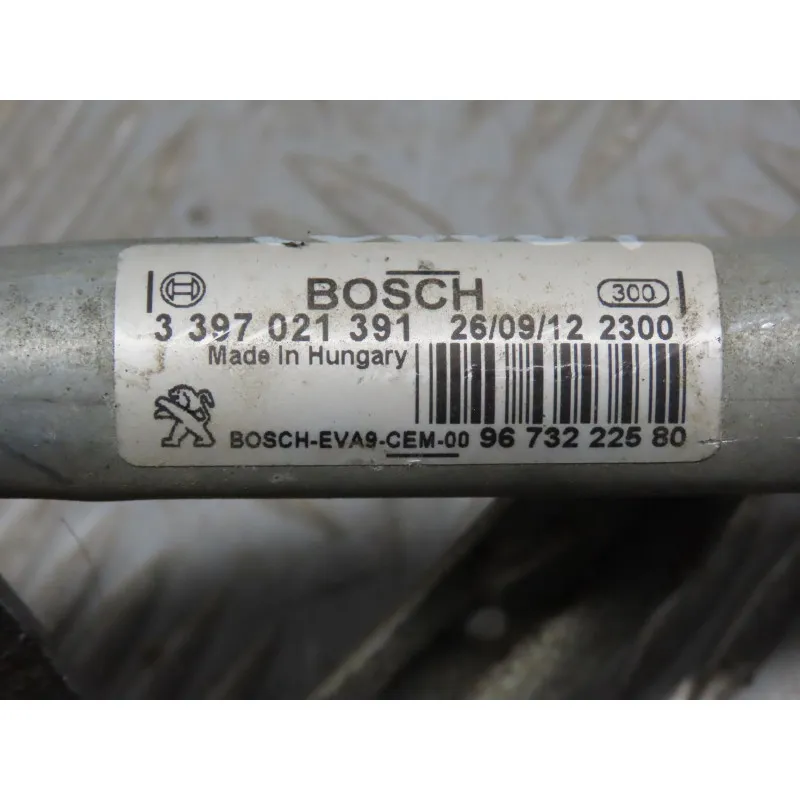 BOSCH 300
3 397 021 391 26/09/12 2300
Made In Hungary
BOSCH-EVA9-CEM-00 96 732 225 80